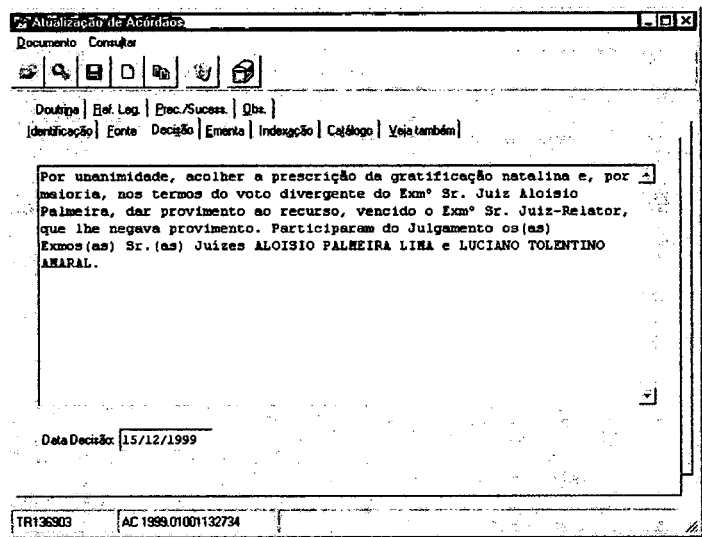 Atualização de Acórdãos
Documento Consultar
Doutrina Ref. Leg. Prec./Sucess. Obs.
Identificação Fonte Decisão Ementa Indexação Catálogo Veja também
Por unanimidade, acolher a prescrição da gratificação natalina e, por
maioria, nos termos do voto divergente do Exmº Sr. Juiz Aloisio
Palmeira, dar provimento ao recurso, vencido o Exmº Sr. Juiz-Relator,
que lhe negava provimento. Participaram do Julgamento os(as)
Exmos(as) Sr.(as) Juízes ALOISIO PALMEIRA LIMA e LUCIANO TOLENTINO
AMARAL.
Data Decisão: 15/12/1999
TR136903 AC 1999.01001132734